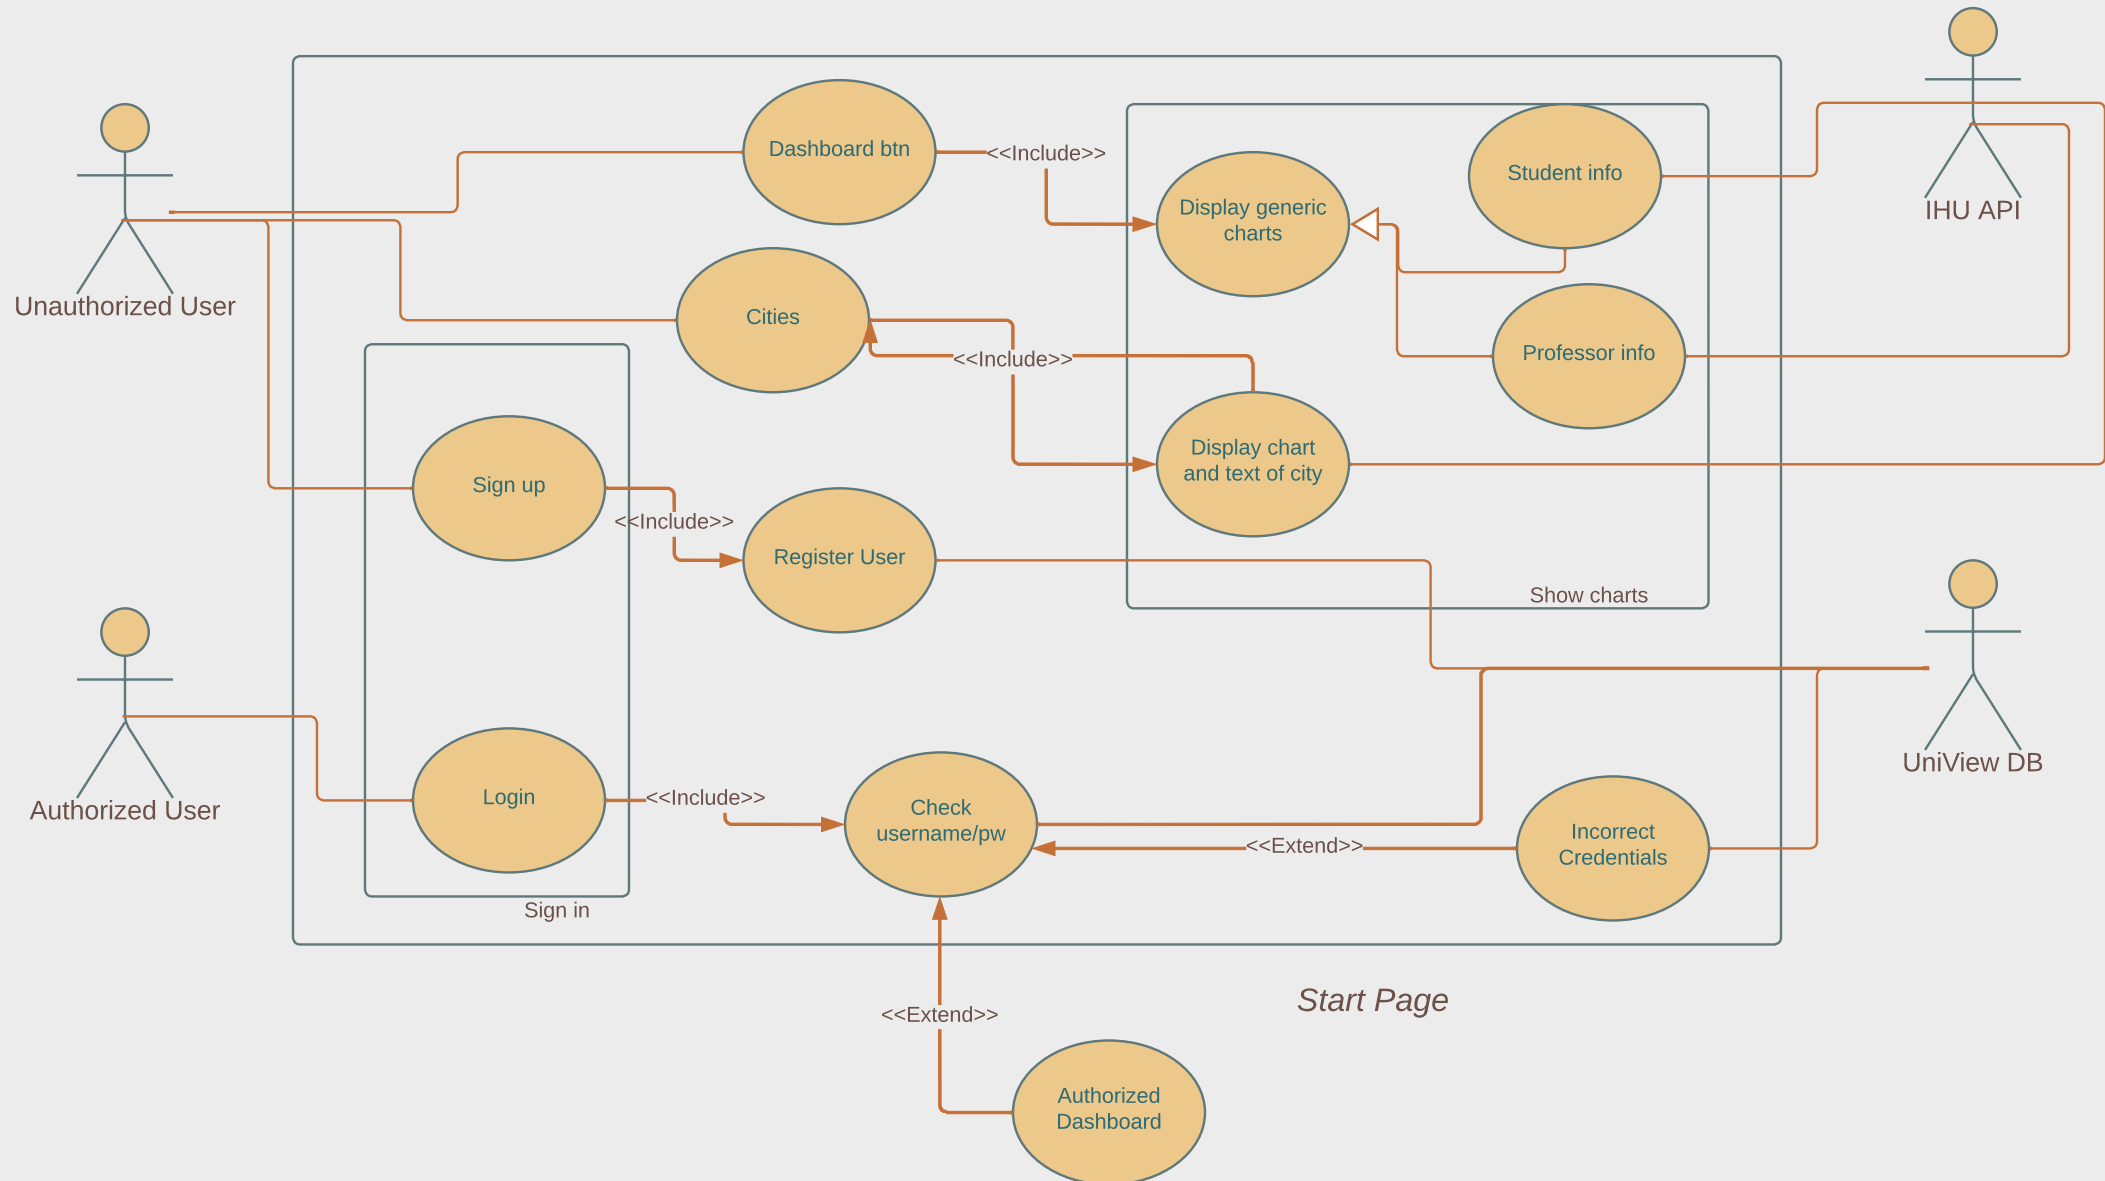 Dashboard btn
<<Include>>
Student info
Display generic
charts
IHU API
Unauthorized User
Cities
<<Include>>
Professor info
Display chart
and text of city
Sign up
<<Include>>
Register User
Show charts
UniView DB
Authorized User
Login
<<Include>>
Check
username/pw
<<Extend>>
Incorrect
Credentials
Sign in
Start Page
<<Extend>>
Authorized
Dashboard